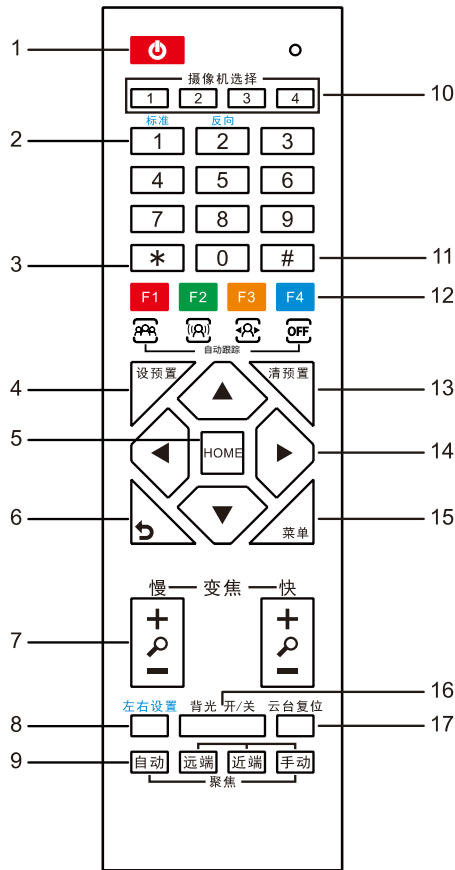 1
摄像机选择
1 2 3 4
10
标准 反向
2
1 2 3
4 5 6
7 8 9
3
* 0 #
11
F1 F2 F3 F4
12
OFF
自动跟踪
4
设预置 清预置
13
5
HOME
14
6
菜单
15
慢 变焦 快
+ +
7
− −
16
左右设置 背光 开/关 云台复位
8
17
9
自动 远端 近端 手动
聚焦